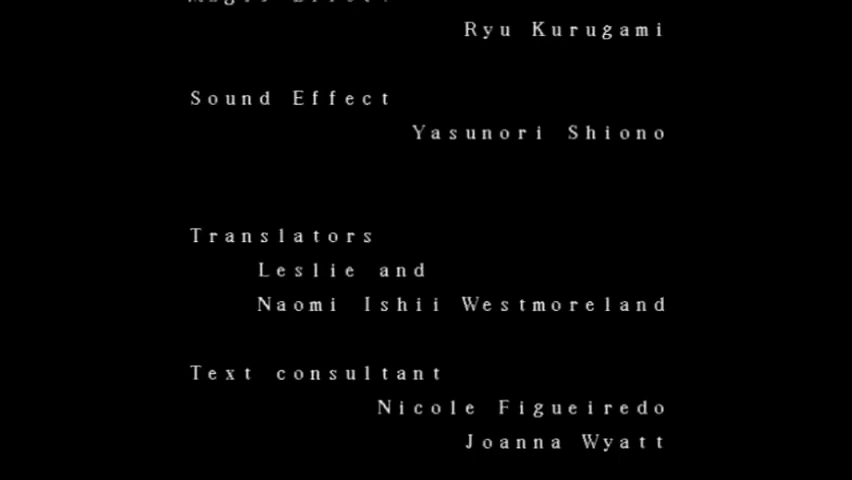 Ryu Kurugami
Sound Effect
Yasunori Shiono
Translators
Leslie and
Naomi Ishii Westmoreland
Text consultant
Nicole Figueiredo
Joanna Wyatt